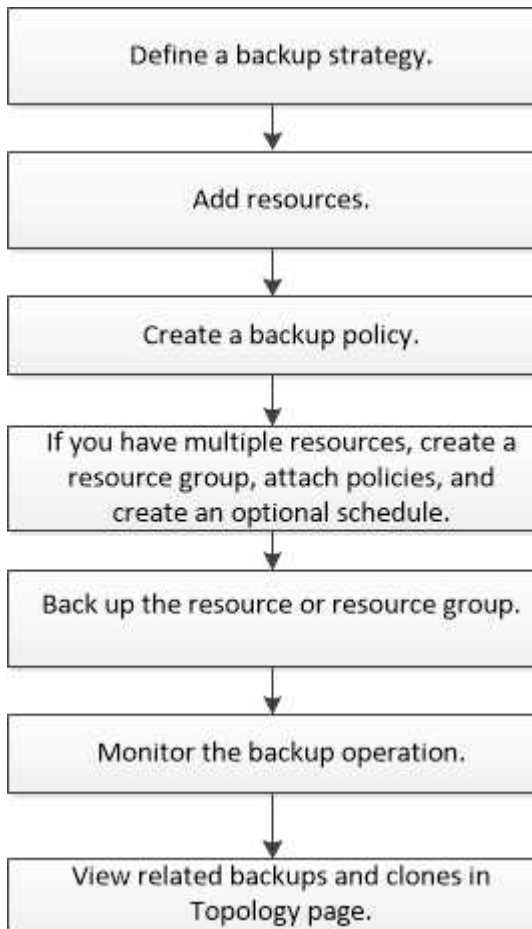 Define a backup strategy.
Add resources.
Create a backup policy.
If you have multiple resources, create a
resource group, attach policies, and
create an optional schedule.
Back up the resource or resource group.
Monitor the backup operation.
View related backups and clones in
Topology page.